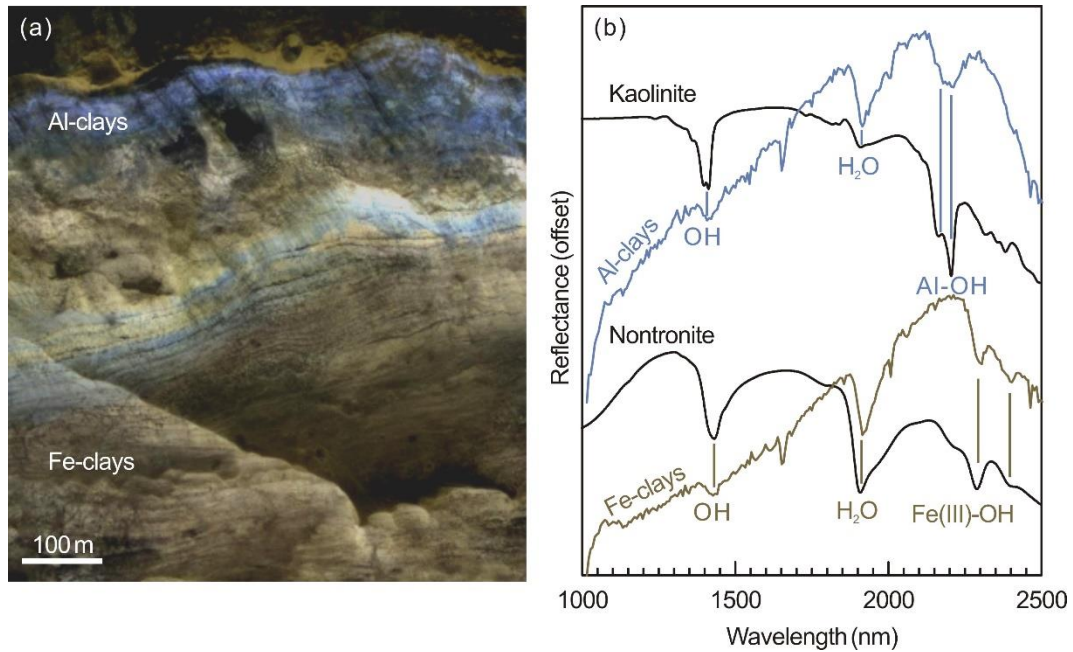 (a)
Al-clays
Fe-clays
100 m
(b)
Kaolinite
H₂O
OH
Al-clays
Al-OH
Nontronite
Fe-clays
OH
H₂O
Fe(III)-OH
Reflectance (offset)
1000 1500 2000 2500
Wavelength (nm)